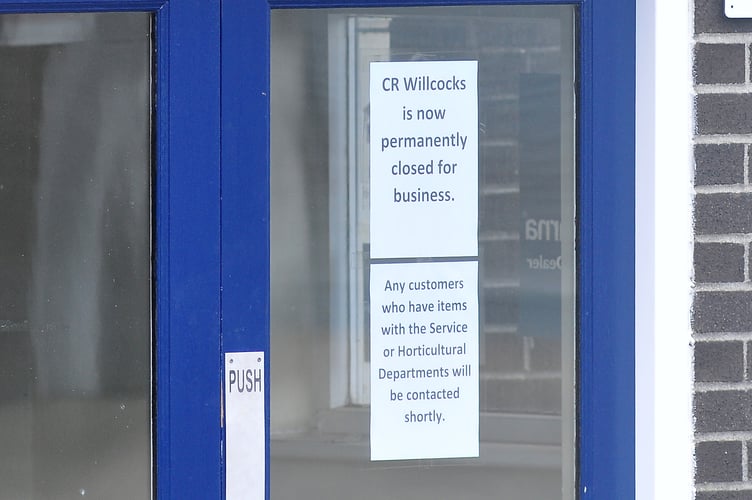 CR Willcocks
is now
permanently
closed for
business.
Any customers
who have items
with the Service
or Horticultural
Departments will
be contacted
shortly.
PUSH
Dealer